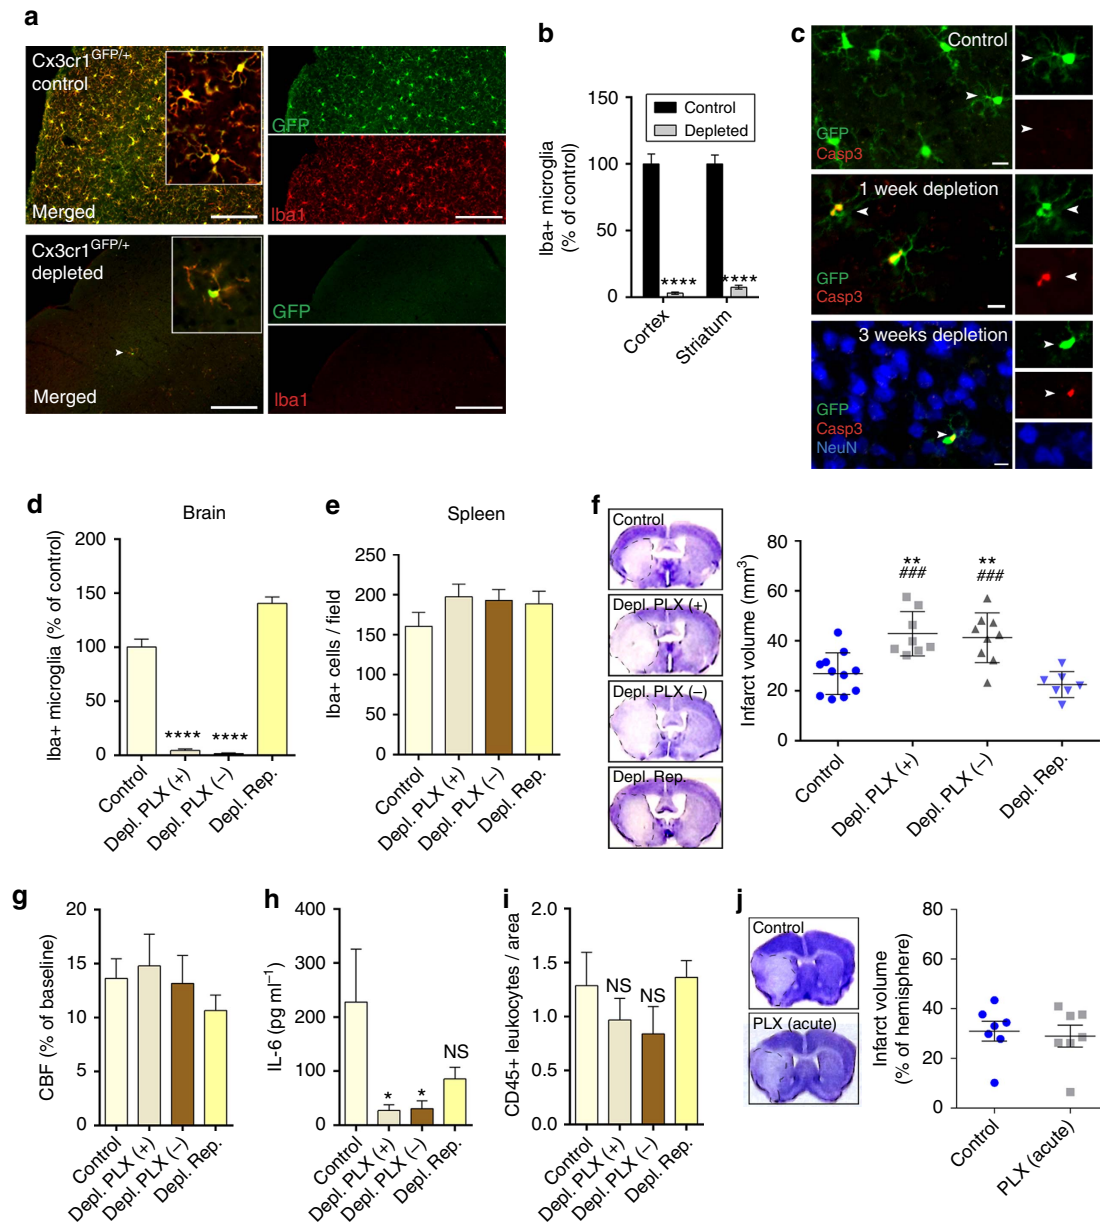 a
Cx3cr1GFP/+
control
Merged
GFP
Iba1
Cx3cr1GFP/+
depleted
Merged
GFP
Iba1
b
Iba+ microglia
(% of control)
150
100
50
0
Control
Depleted
****
****
Cortex
Striatum
c
Control
GFP
Casp3
1 week depletion
GFP
Casp3
3 weeks depletion
GFP
Casp3
NeuN
d
Brain
Iba+ microglia (% of control)
200
150
100
50
0
****
****
Control
Depl. PLX (+)
Depl. PLX (–)
Depl. Rep.
e
Spleen
Iba+ cells / field
250
200
150
100
50
0
Control
Depl. PLX (+)
Depl. PLX (–)
Depl. Rep.
f
Control
Depl. PLX (+)
Depl. PLX (–)
Depl. Rep.
Infarct volume (mm3)
80
60
40
20
0
**
###
**
###
Control
Depl. PLX (+)
Depl. PLX (–)
Depl. Rep.
g
CBF (% of baseline)
20
15
10
5
0
Control
Depl. PLX (+)
Depl. PLX (–)
Depl. Rep.
h
IL-6 (pg ml–1)
400
300
200
100
0
*
*
NS
Control
Depl. PLX (+)
Depl. PLX (–)
Depl. Rep.
i
CD45+ leukocytes / area
2.0
1.5
1.0
0.5
0.0
NS
NS
Control
Depl. PLX (+)
Depl. PLX (–)
Depl. Rep.
j
Control
PLX (acute)
Infarct volume
(% of hemisphere)
80
60
40
20
0
Control
PLX (acute)